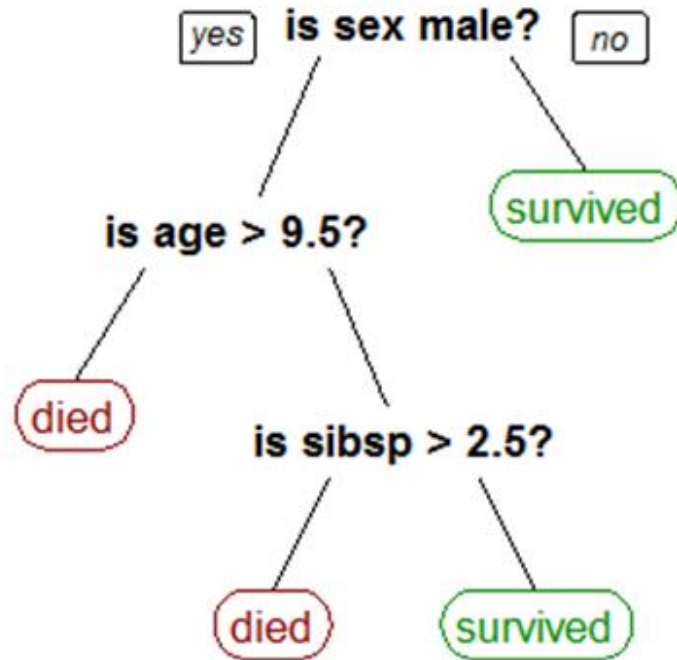 yes is sex male? no
survived
is age > 9.5?
died
is sibsp > 2.5?
died survived